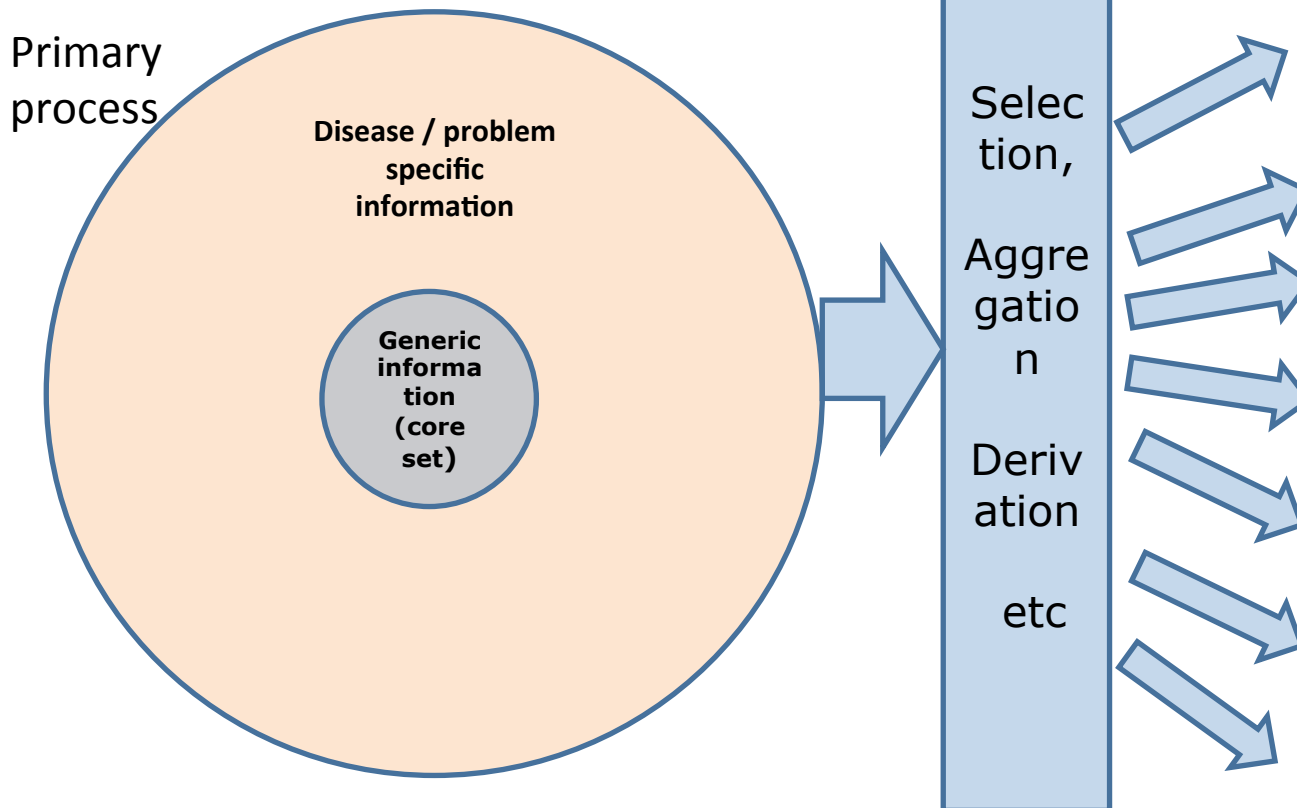 Primary
process
Disease / problem
specific
information
Generic
informa
tion
(core
set)
Selec
tion,
Aggre
gatio
n
Deriv
ation
etc